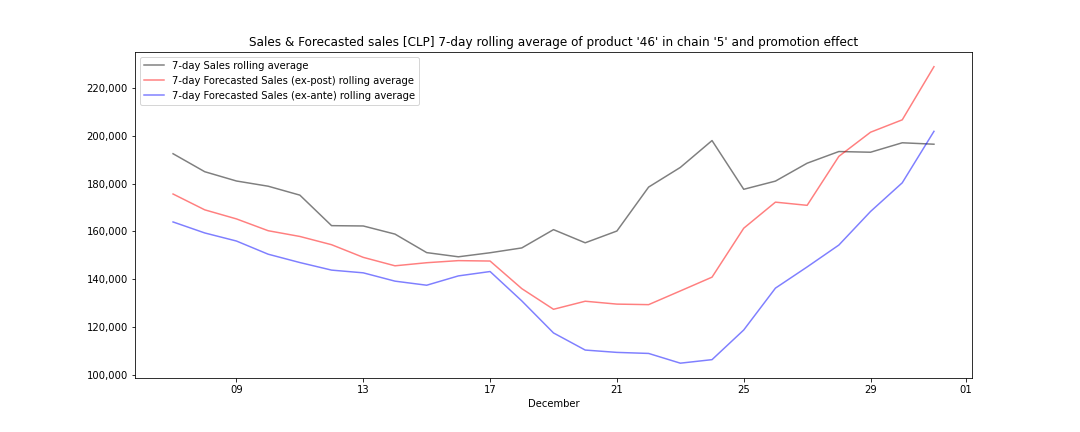 Sales & Forecasted sales [CLP] 7-day rolling average of product '46' in chain '5' and promotion effect
7-day Sales rolling average
7-day Forecasted Sales (ex-post) rolling average
7-day Forecasted Sales (ex-ante) rolling average
220,000
200,000
180,000
160,000
140,000
120,000
100,000
09 13 17 21 25 29 01
December